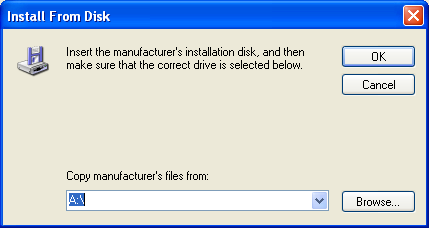 Install From Disk
Insert the manufacturer's installation disk, and then
make sure that the correct drive is selected below.
OK
Cancel
Copy manufacturer's files from:
A:\
Browse...